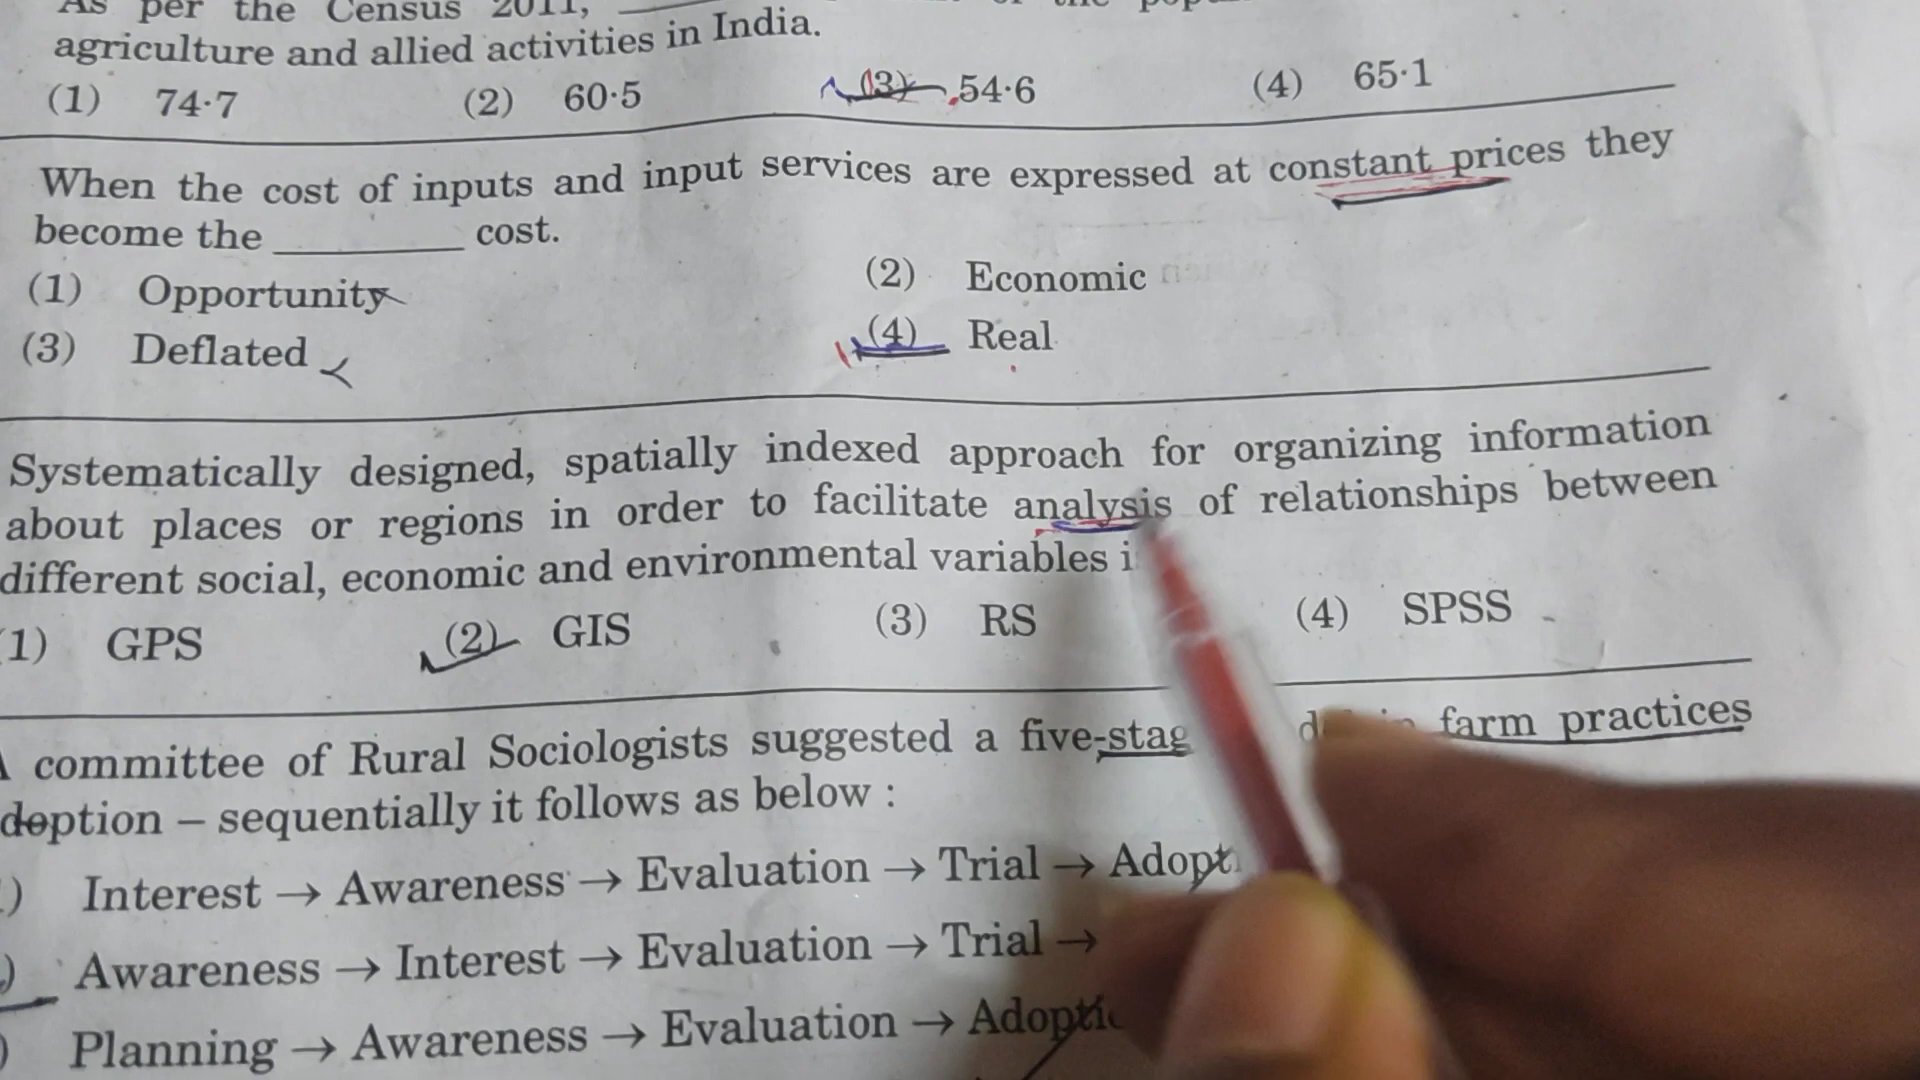 As per the Census 2011, ______ of the
agriculture and allied activities in India.
(1) 74·7 (2) 60·5 (3) 54·6 (4) 65·1
When the cost of inputs and input services are expressed at constant prices they
become the __________ cost.
(1) Opportunity (2) Economic
(3) Deflated (4) Real
Systematically designed, spatially indexed approach for organizing information
about places or regions in order to facilitate analysis of relationships between
different social, economic and environmental variables
1) GPS (2) GIS (3) RS (4) SPSS
committee of Rural Sociologists suggested a five-stag farm practices
doption – sequentially it follows as below :
) Interest → Awareness → Evaluation → Trial → Adopt
) Awareness → Interest → Evaluation → Trial →
) Planning → Awareness → Evaluation → Adopti